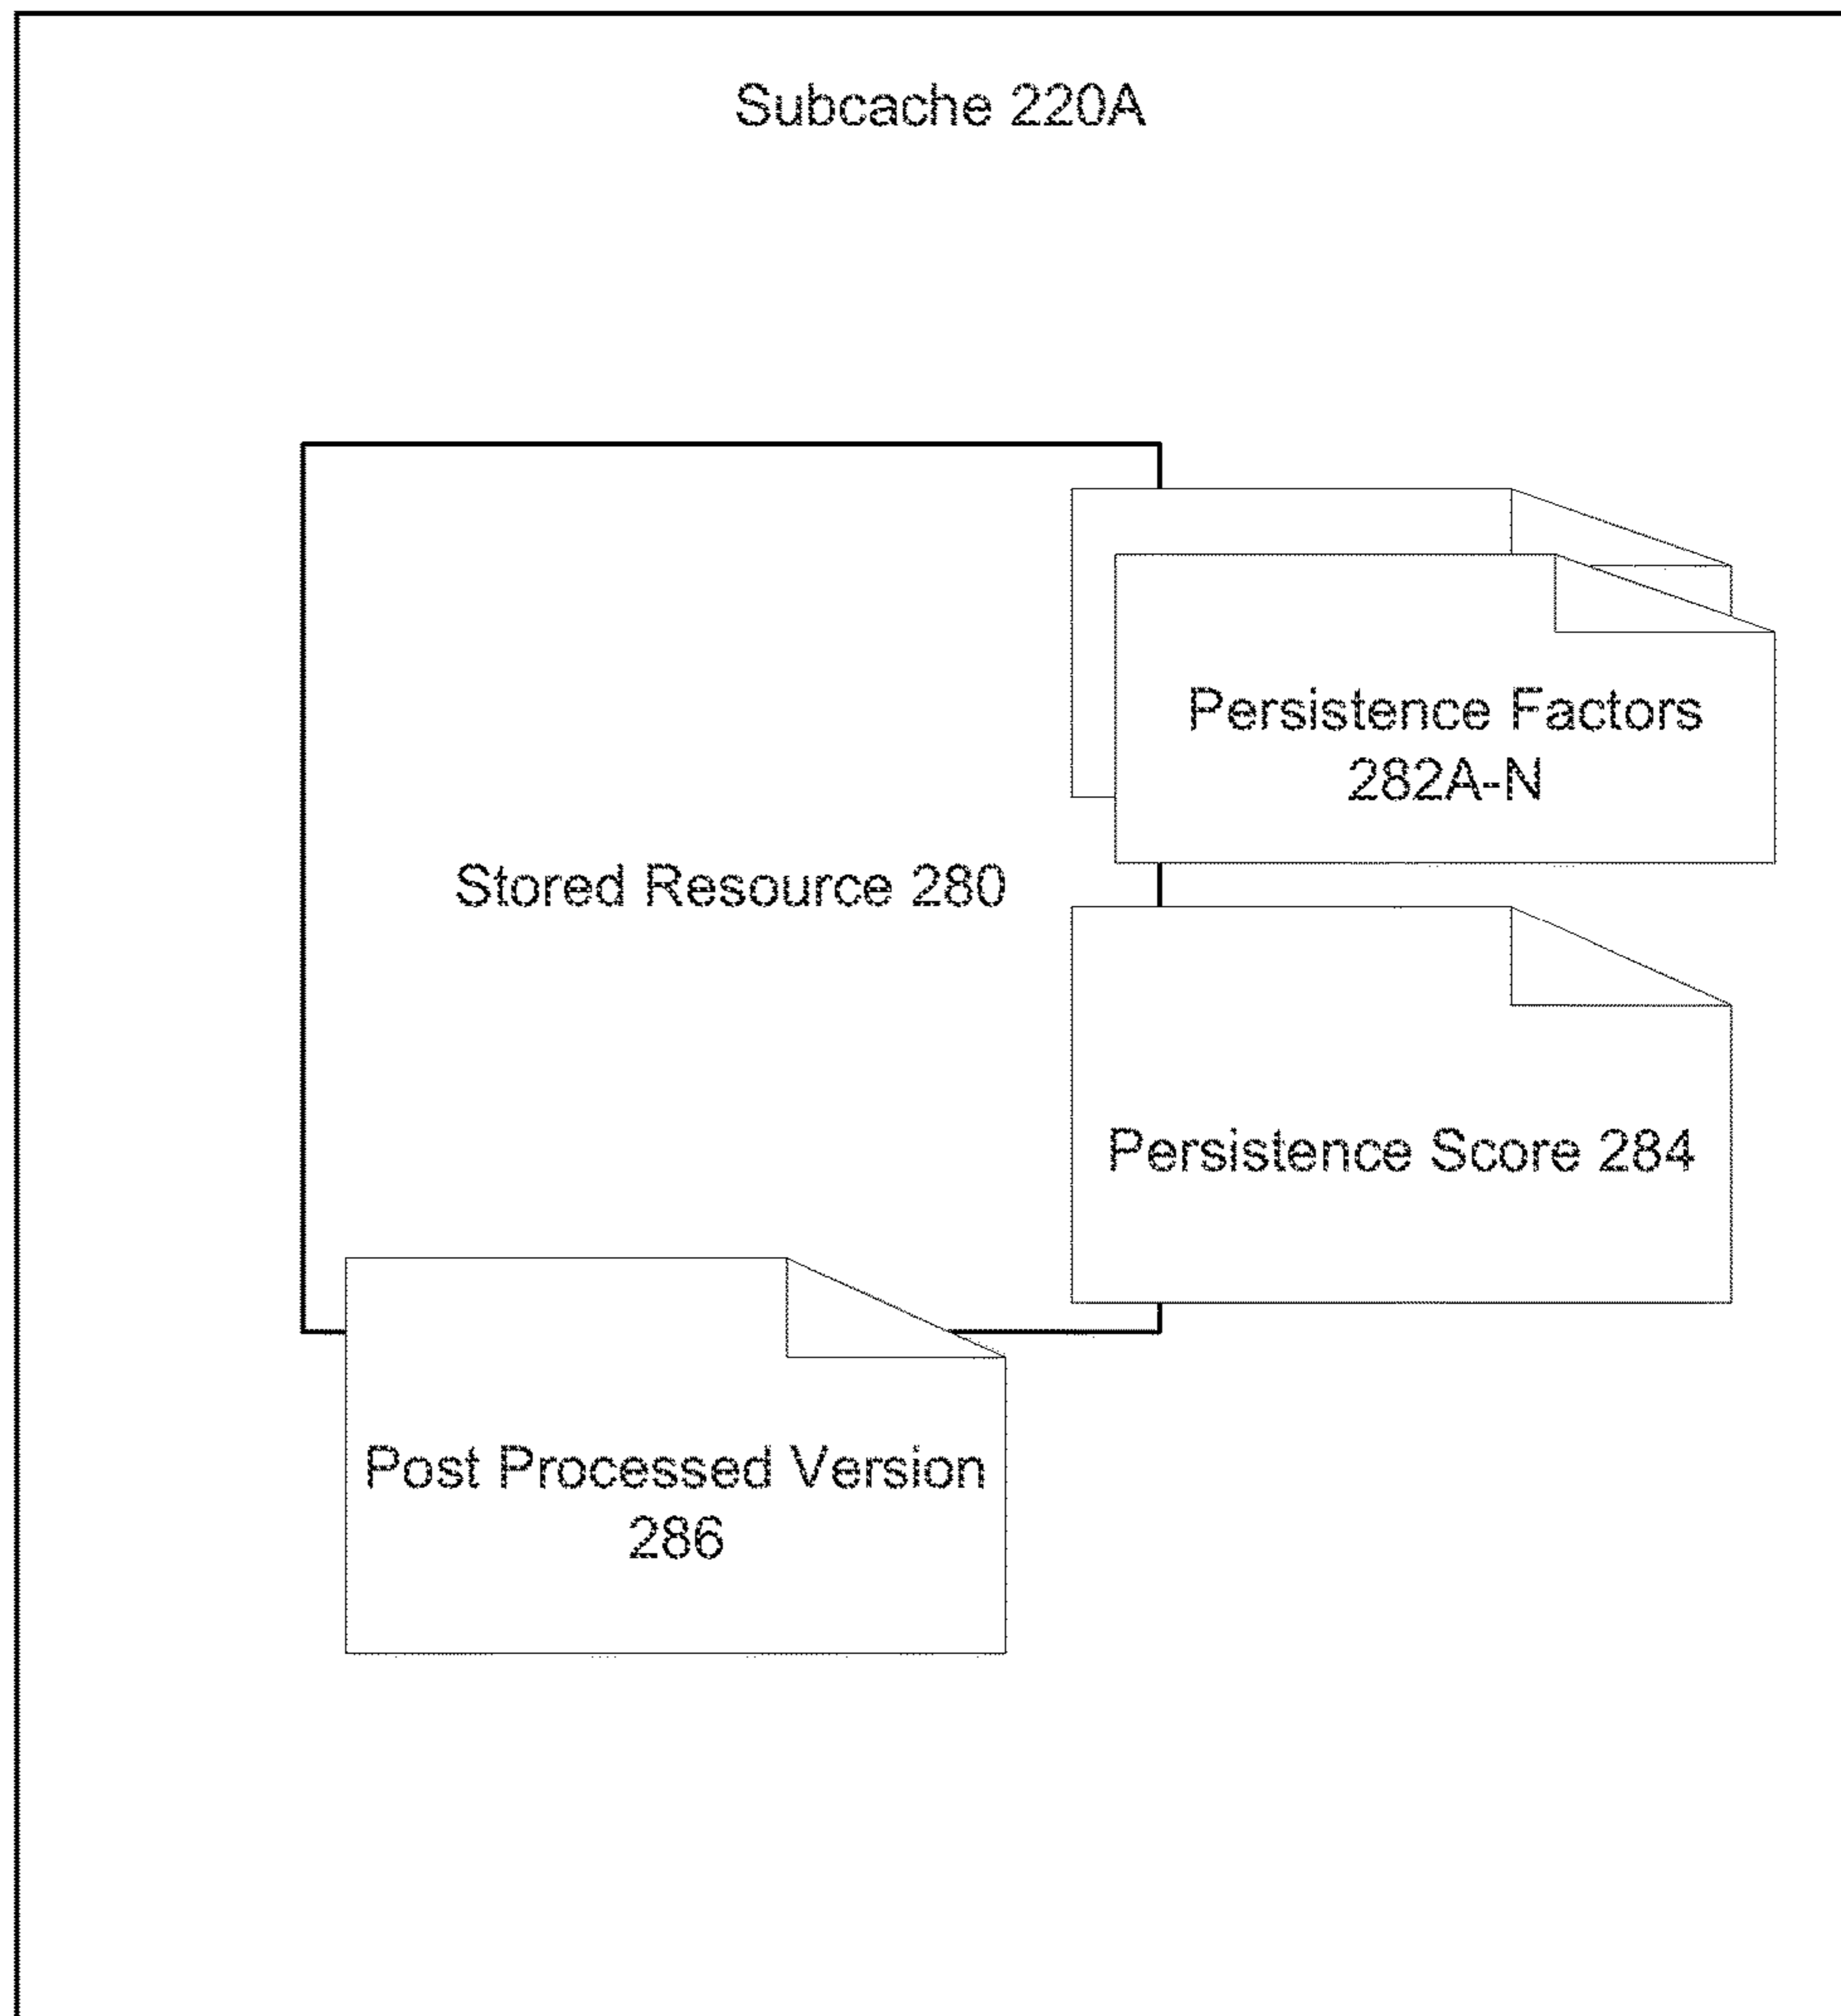 Subcache 220A
Persistence Factors
282A-N
Stored Resource 280
Persistence Score 284
Post Processed Version
286